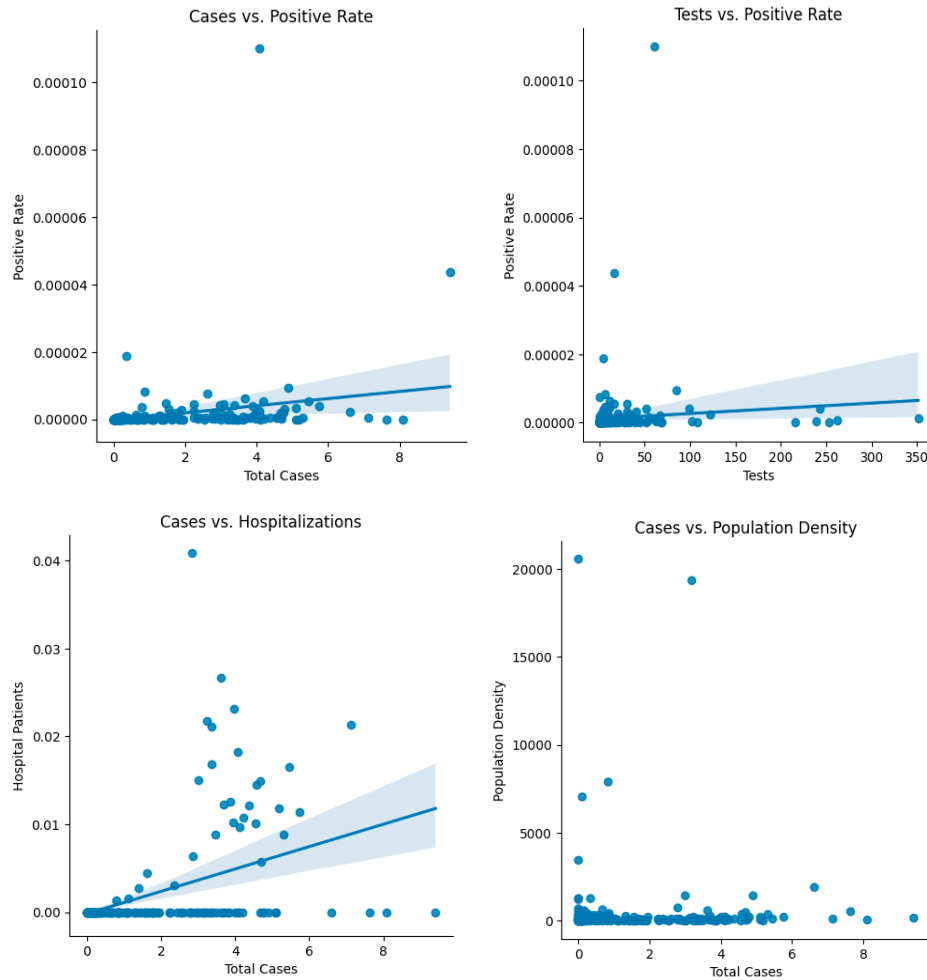 Cases vs. Positive Rate
0.00010
0.00008
0.00006
0.00004
0.00002
0.00000
Positive Rate
0 2 4 6 8
Total Cases
Tests vs. Positive Rate
0.00010
0.00008
0.00006
0.00004
0.00002
0.00000
Positive Rate
0 50 100 150 200 250 300 350
Tests
Cases vs. Hospitalizations
0.04
0.03
0.02
0.01
0.00
Hospital Patients
0 2 4 6 8
Total Cases
Cases vs. Population Density
20000
15000
10000
5000
0
Population Density
0 2 4 6 8
Total Cases